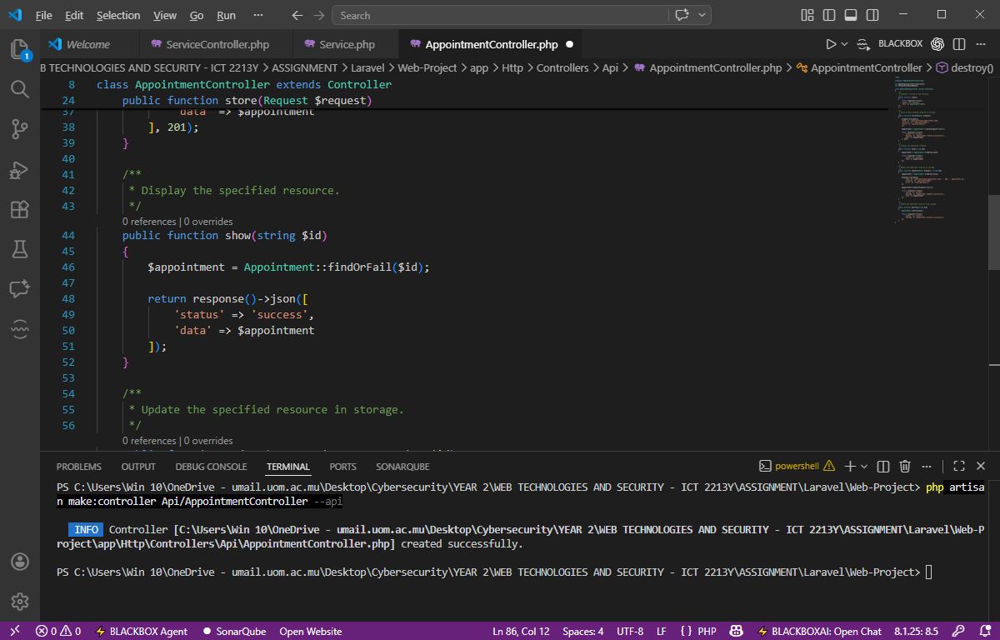 File Edit Selection View Go Run ··· Search
Welcome ServiceController.php Service.php AppointmentController.php BLACKBOX
B TECHNOLOGIES AND SECURITY - ICT 2213Y > ASSIGNMENT > Laravel > Web-Project > app > Http > Controllers > Api > AppointmentController.php > AppointmentController > destroy()
1
8 class AppointmentController extends Controller
24 public function store(Request $request)
37 'data' => $appointment
38 ], 201);
39 }
40
41 /**
42 * Display the specified resource.
43 */
0 references | 0 overrides
44 public function show(string $id)
45 {
46 $appointment = Appointment::findOrFail($id);
47
48 return response()->json([
49 'status' => 'success',
50 'data' => $appointment
51 ]);
52 }
53
54 /**
55 * Update the specified resource in storage.
56 */
0 references | 0 overrides
PROBLEMS OUTPUT DEBUG CONSOLE TERMINAL PORTS SONARQUBE powershell
PS C:\Users\Win 10\OneDrive - umail.uom.ac.mu\Desktop\Cybersecurity\YEAR 2\WEB TECHNOLOGIES AND SECURITY - ICT 2213Y\ASSIGNMENT\Laravel\Web-Project> php artisa
n make:controller Api/AppointmentController --api
INFO Controller [C:\Users\Win 10\OneDrive - umail.uom.ac.mu\Desktop\Cybersecurity\YEAR 2\WEB TECHNOLOGIES AND SECURITY - ICT 2213Y\ASSIGNMENT\Laravel\Web-P
roject\app\Http\Controllers\Api\AppointmentController.php] created successfully.
PS C:\Users\Win 10\OneDrive - umail.uom.ac.mu\Desktop\Cybersecurity\YEAR 2\WEB TECHNOLOGIES AND SECURITY - ICT 2213Y\ASSIGNMENT\Laravel\Web-Project>
0 0 BLACKBOX Agent SonarQube Open Website Ln 86, Col 12 Spaces: 4 UTF-8 LF { } PHP BLACKBOXAI: Open Chat 8.1.25: 8.5